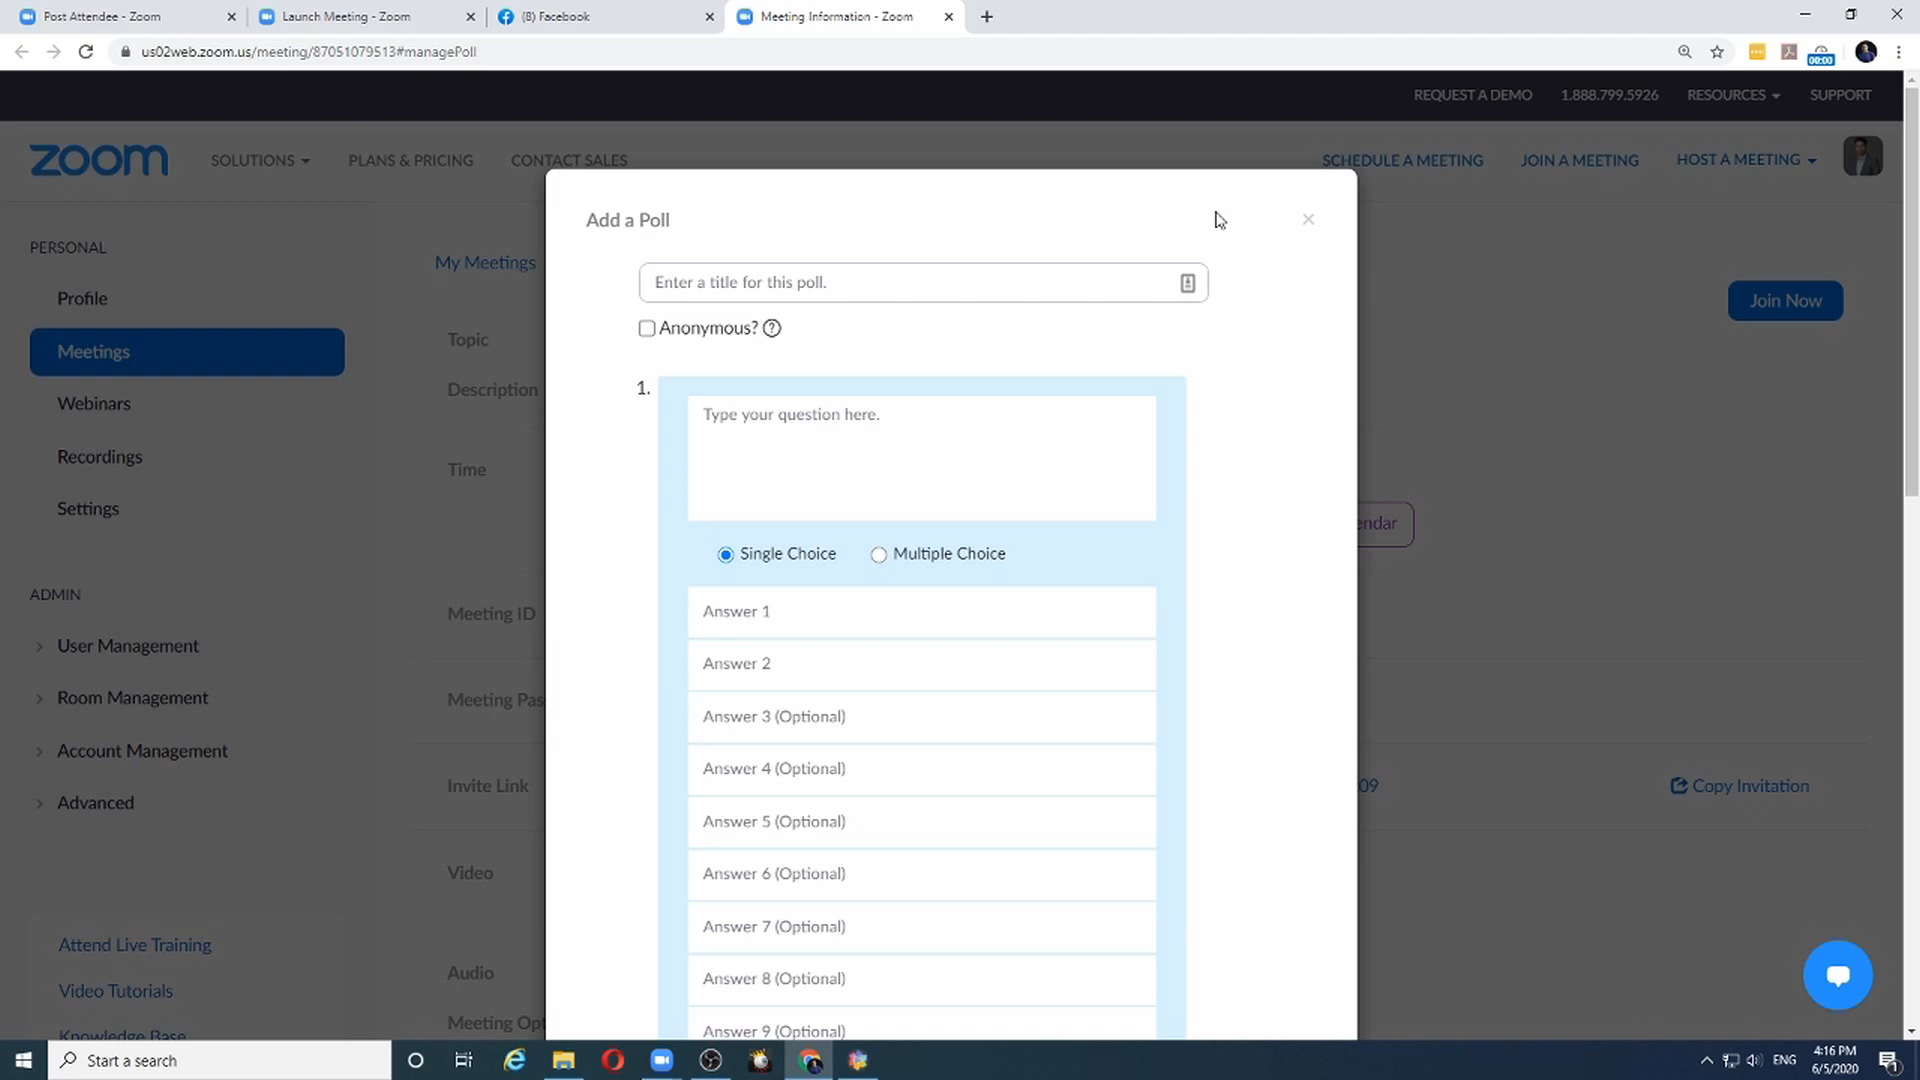 Post Attendee - Zoom
Launch Meeting - Zoom
(8) Facebook
Meeting Information - Zoom
us02web.zoom.us/meeting/87051079513#managePoll
00:00
REQUEST A DEMO
1.888.799.5926
RESOURCES
SUPPORT
zoom
SOLUTIONS
PLANS & PRICING
CONTACT SALES
SCHEDULE A MEETING
JOIN A MEETING
HOST A MEETING
PERSONAL
Profile
Meetings
Webinars
Recordings
Settings
ADMIN
User Management
Room Management
Account Management
Advanced
Attend Live Training
Video Tutorials
Knowledge Base
My Meetings
Topic
Description
Time
Meeting ID
Meeting Pas
Invite Link
Video
Audio
Meeting Opt
Add a Poll
Enter a title for this poll.
Anonymous?
1.
Type your question here.
Single Choice
Multiple Choice
Answer 1
Answer 2
Answer 3 (Optional)
Answer 4 (Optional)
Answer 5 (Optional)
Answer 6 (Optional)
Answer 7 (Optional)
Answer 8 (Optional)
Answer 9 (Optional)
Join Now
endar
09
Copy Invitation
Start a search
ENG
4:16 PM
6/5/2020
1